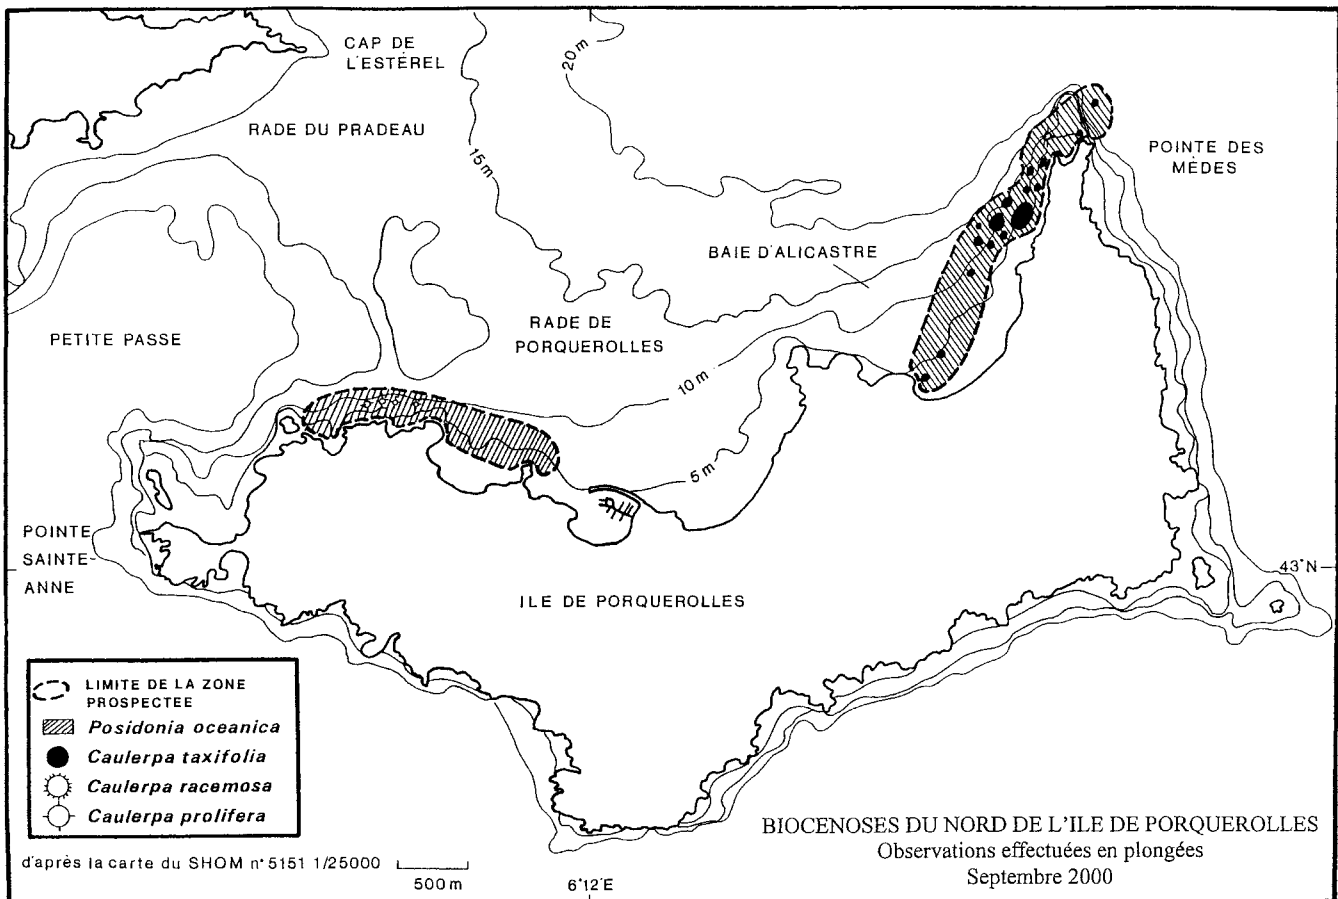 CAP DE
L'ESTÉREL
RADE DU PRADEAU
20 m
15 m
POINTE DES
MÈDES
BAIE D'ALICASTRE
PETITE PASSE
RADE DE
PORQUEROLLES
10 m
5 m
POINTE
SAINTE-
ANNE
43°N
ILE DE PORQUEROLLES
LIMITE DE LA ZONE
PROSPECTEE
Posidonia oceanica
Caulerpa taxifolia
Caulerpa racemosa
Caulerpa prolifera
BIOCENOSES DU NORD DE L'ILE DE PORQUEROLLES
Observations effectuées en plongées
Septembre 2000
d'après la carte du SHOM n° 5151 1/25000
500 m
6°12'E